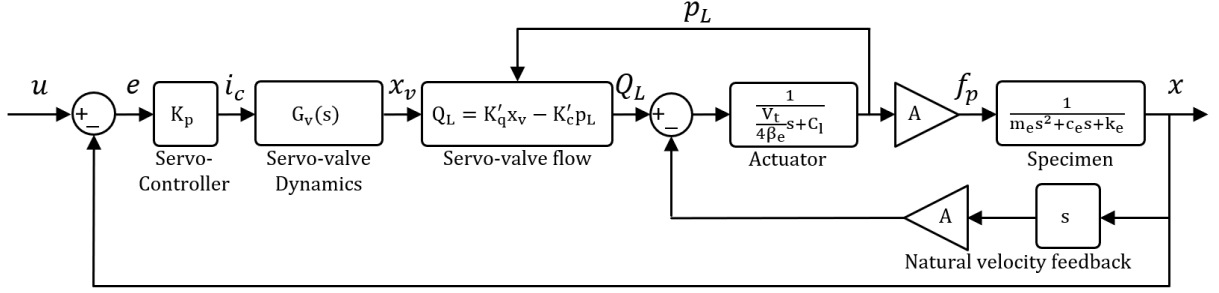 p_L
u
e
i_c
x_v
Q_L
f_p
x
+
−
K_p
G_v(s)
Q_L = K'_q x_v − K'_c p_L
+
−
1
V_t
4β_e
s+C_l
A
1
m_e s² + c_e s + k_e
Servo-
Controller
Servo-valve
Dynamics
Servo-valve flow
Actuator
Specimen
A
s
Natural velocity feedback